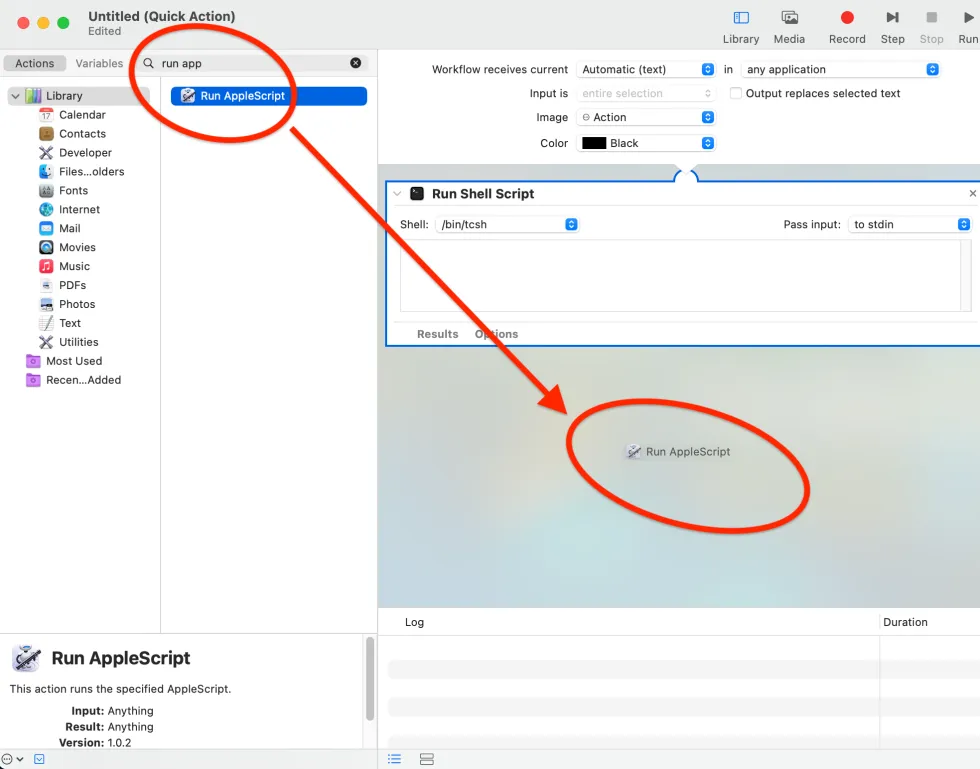 Untitled (Quick Action)
Edited
Library
Media
Record
Step
Stop
Run
Actions
Variables
run app
Library
Calendar
Contacts
Developer
Files...olders
Fonts
Internet
Mail
Movies
Music
PDFs
Photos
Text
Utilities
Most Used
Recen...Added
Run AppleScript
Workflow receives current Automatic (text) in any application
Input is entire selection Output replaces selected text
Image Action
Color Black
Run Shell Script
Shell: /bin/tcsh Pass input: to stdin
Results Options
Run AppleScript
Log Duration
Run AppleScript
This action runs the specified AppleScript.
Input: Anything
Result: Anything
Version: 1.0.2